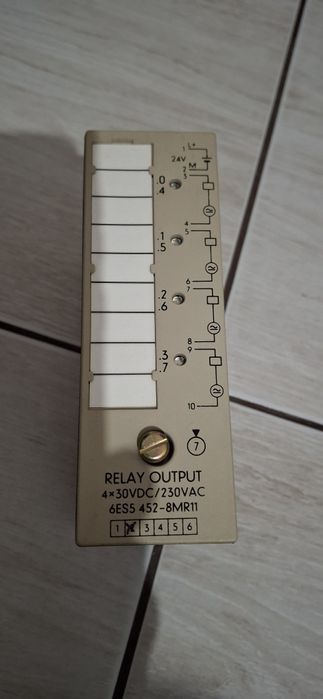 1 L+
24V
2 M
3
.0
.4
4
5
.1
.5
6
7
.2
.6
8
9
.3
.7
10
7
RELAY OUTPUT
4×30VDC/230VAC
6ES5 452-8MR11
1 2 3 4 5 6